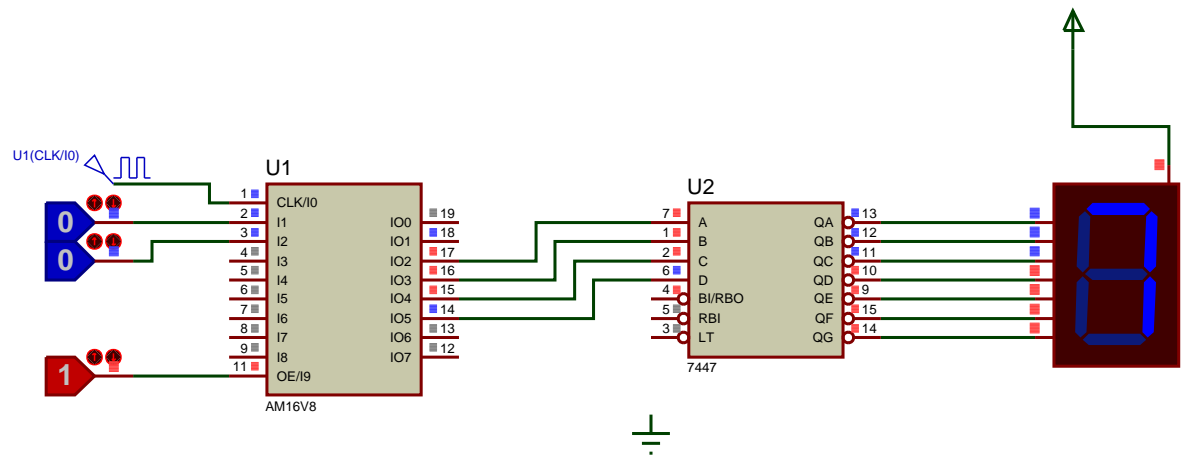 U1(CLK/I0)
0
0
1
U1
1
2
3
4
5
6
7
8
9
11
CLK/I0
I1
I2
I3
I4
I5
I6
I7
I8
OE/I9
IO0
IO1
IO2
IO3
IO4
IO5
IO6
IO7
19
18
17
16
15
14
13
12
AM16V8
U2
7
1
2
6
4
5
3
A
B
C
D
BI/RBO
RBI
LT
QA
QB
QC
QD
QE
QF
QG
13
12
11
10
9
15
14
7447